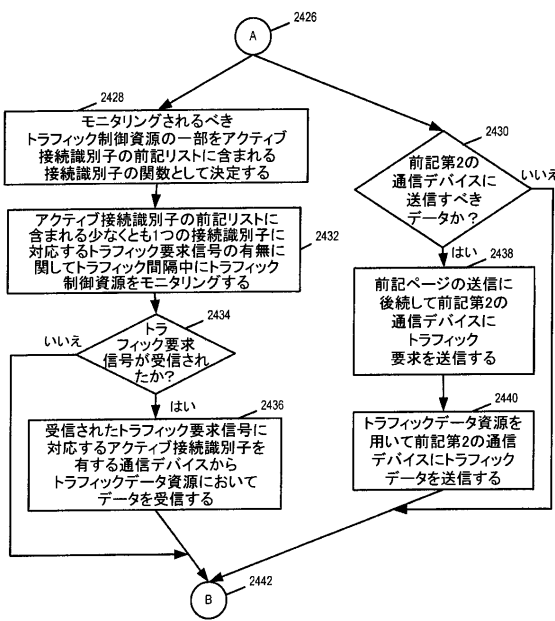 A
2426
2428
モニタリングされるべき
トラフィック制御資源の一部をアクティブ
接続識別子の前記リストに含まれる
接続識別子の関数として決定する
アクティブ接続識別子の前記リストに
含まれる少なくとも1つの接続識別子に
対応するトラフィック要求信号の有無に
関してトラフィック間隔中にトラフィック
制御資源をモニタリングする
2432
2434
いいえ
トラ
フィック要求
信号が受信され
たか?
はい
2436
受信されたトラフィック要求信号に
対応するアクティブ接続識別子を
有する通信デバイスから
トラフィックデータ資源において
データを受信する
2430
前記第2の
通信デバイスに
送信すべき
データか?
いいえ
はい
2438
前記ページの送信に
後続して前記第2の
通信デバイスに
トラフィック
要求を送信する
2440
トラフィックデータ資源を
用いて前記第2の通信
デバイスにトラフィック
データを送信する
B
2442